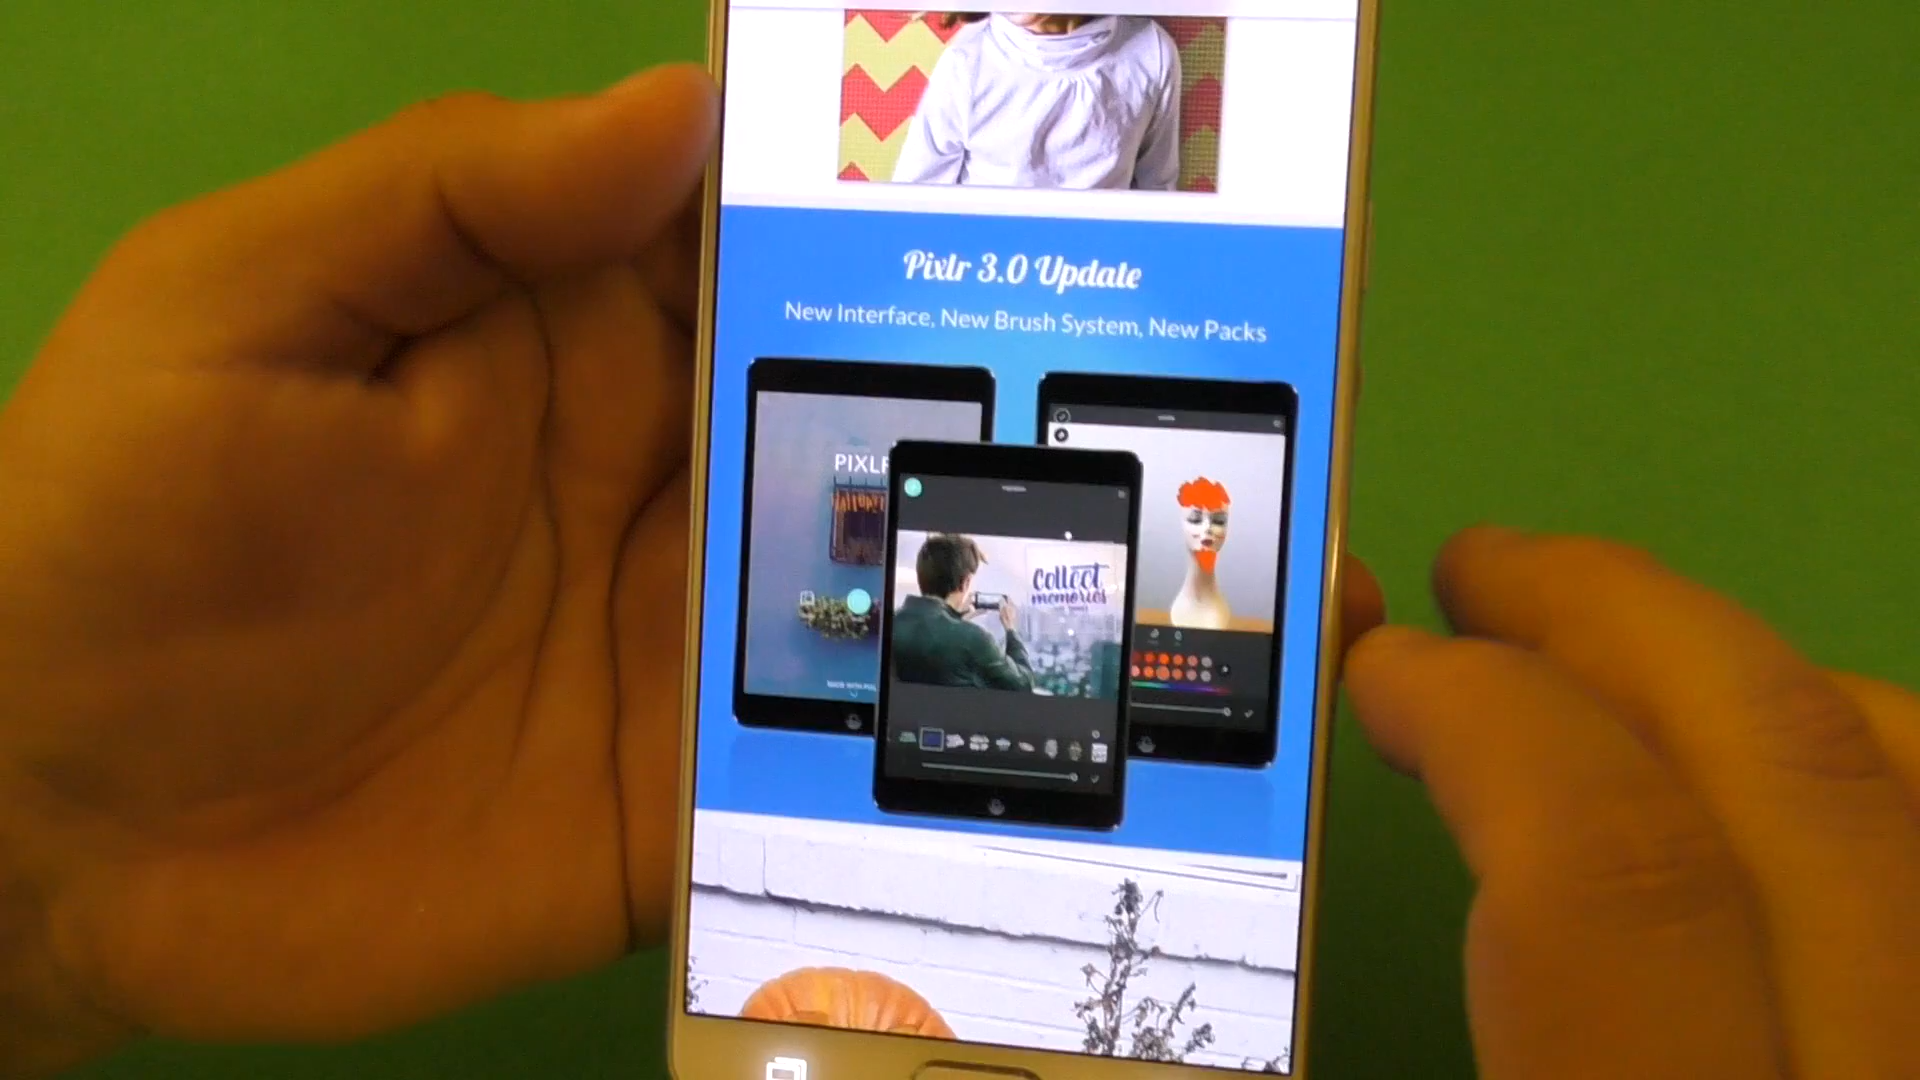 Pixlr 3.0 Update
New Interface, New Brush System, New Packs
PIXLR
Collect
memories